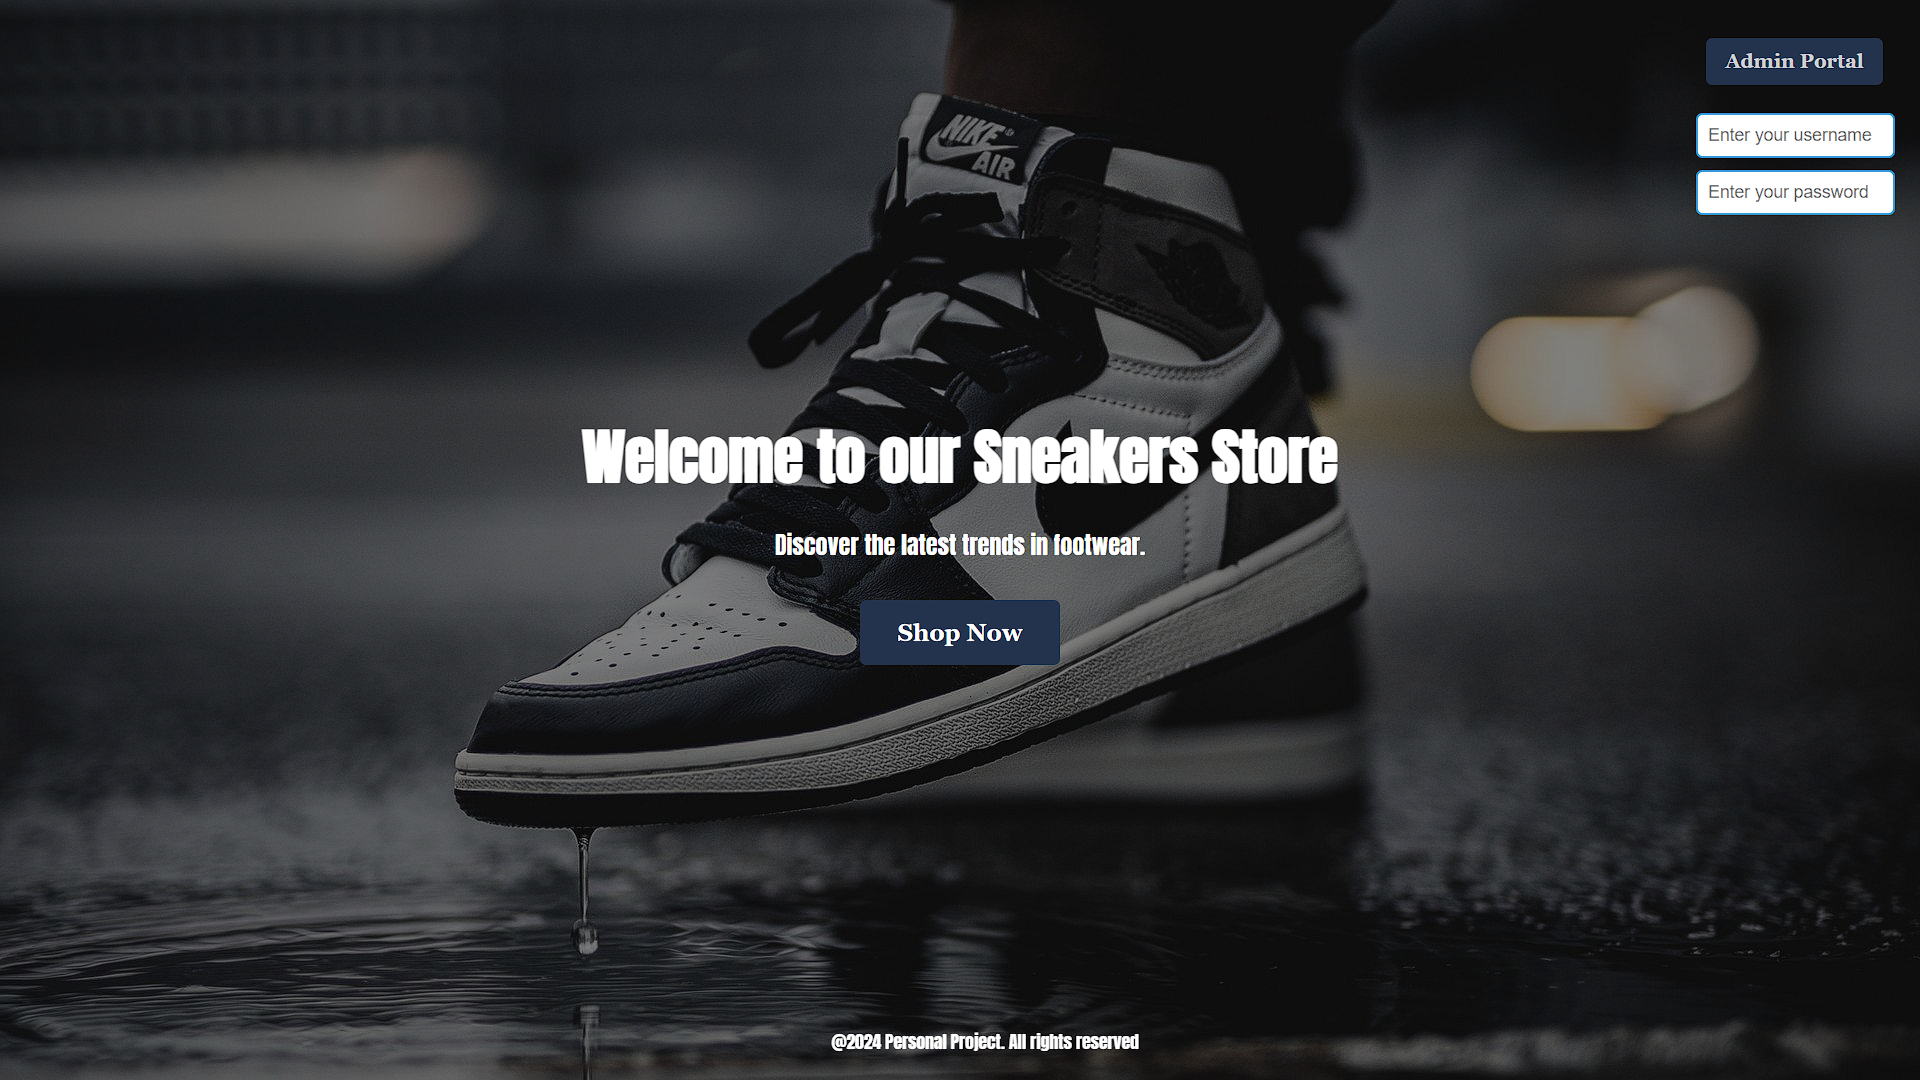 Admin Portal
Enter your username
Enter your password
NIKE ®
AIR
Welcome to our Sneakers Store
Discover the latest trends in footwear.
Shop Now
@2024 Personal Project. All rights reserved